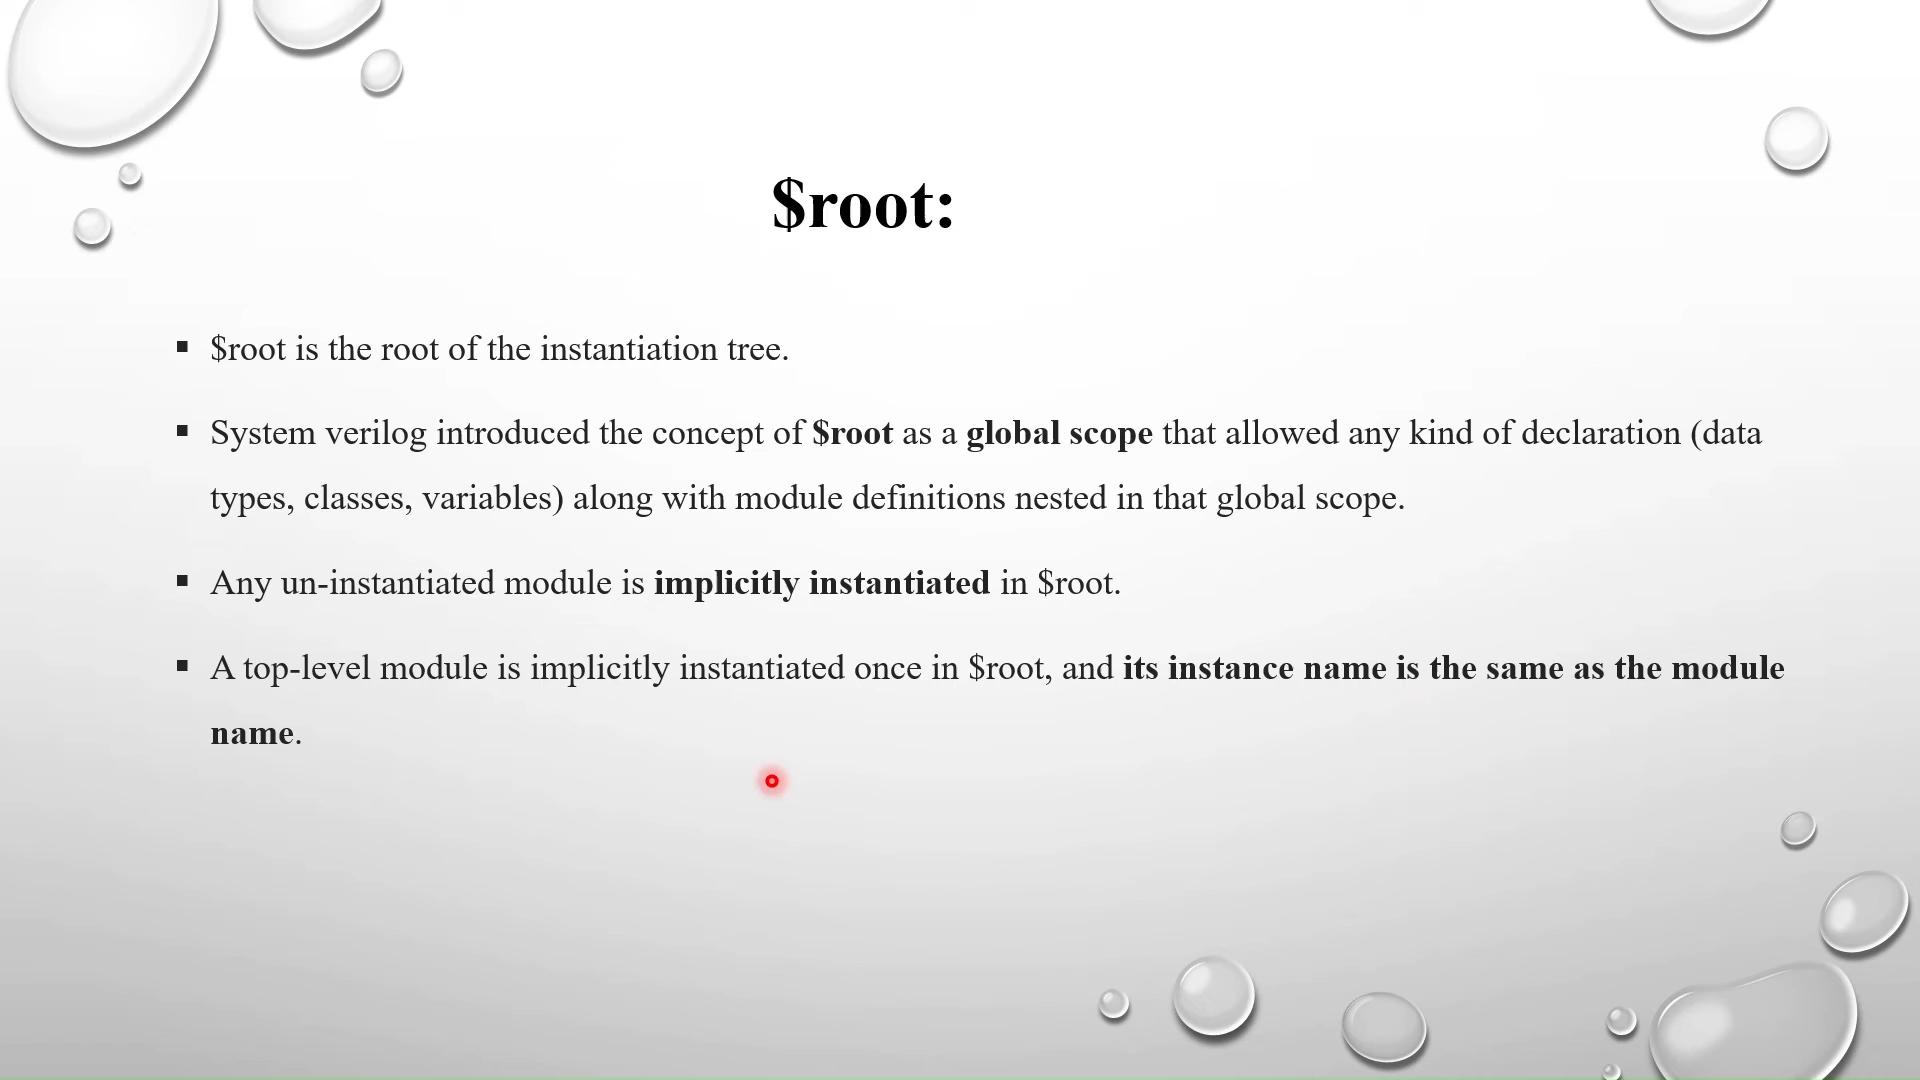 $root:
▪ $root is the root of the instantiation tree.
▪ System verilog introduced the concept of $root as a global scope that allowed any kind of declaration (data
types, classes, variables) along with module definitions nested in that global scope.
▪ Any un-instantiated module is implicitly instantiated in $root.
▪ A top-level module is implicitly instantiated once in $root, and its instance name is the same as the module
name.